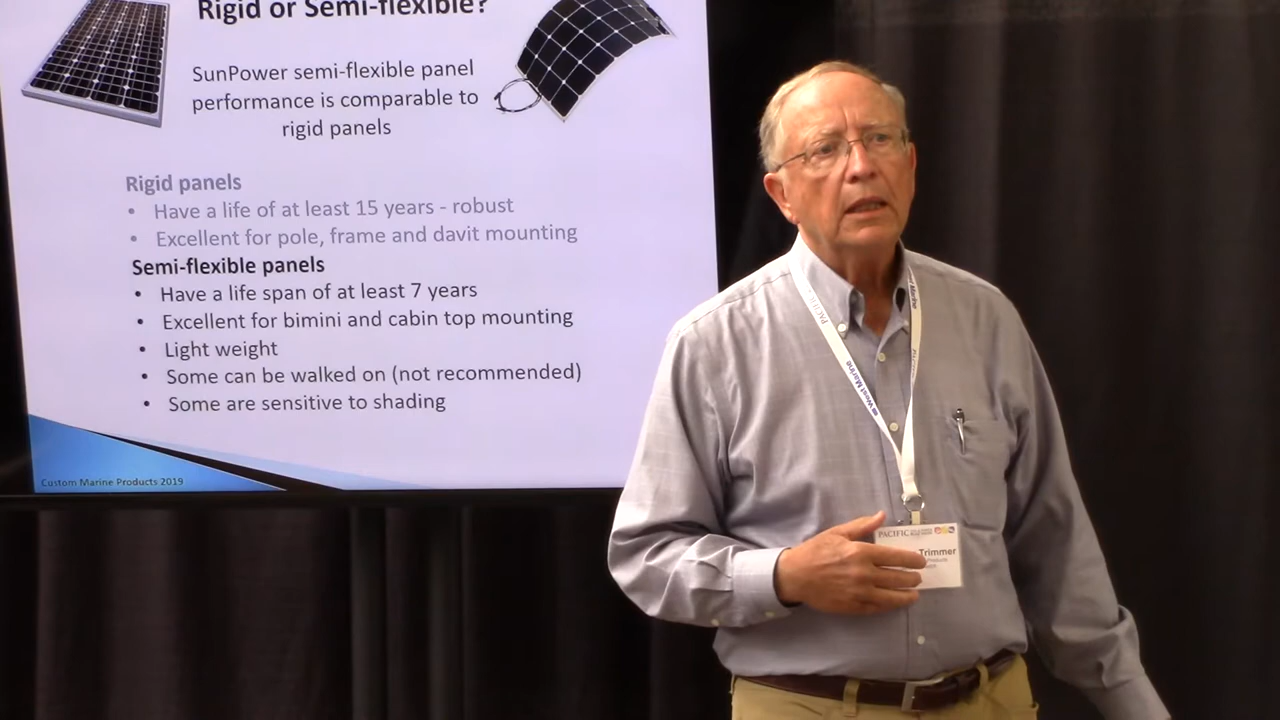 Rigid or Semi-flexible?
SunPower semi-flexible panel
performance is comparable to
rigid panels
Rigid panels
• Have a life of at least 15 years - robust
• Excellent for pole, frame and davit mounting
Semi-flexible panels
• Have a life span of at least 7 years
• Excellent for bimini and cabin top mounting
• Light weight
• Some can be walked on (not recommended)
• Some are sensitive to shading
Custom Marine Products 2019
West Marine
PACIFIC
Trimmer